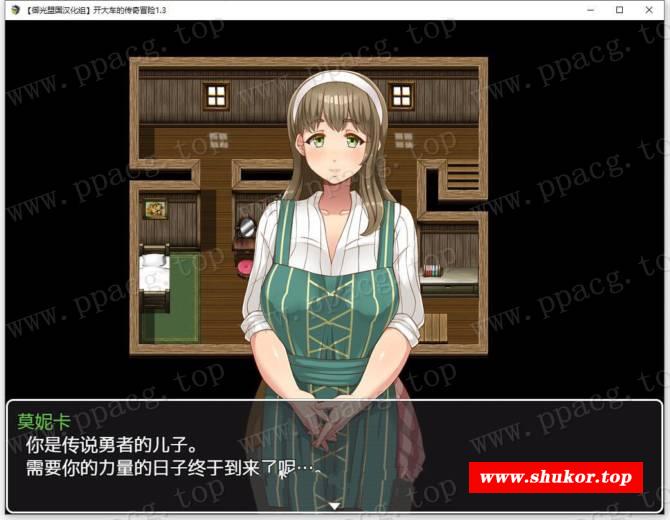 【御光盟国汉化组】开大车的传奇冒险1.3
www.ppacg.top
莫妮卡
你是传说勇者的儿子。
需要你的力量的日子终于到来了呢…
www.shukor.top